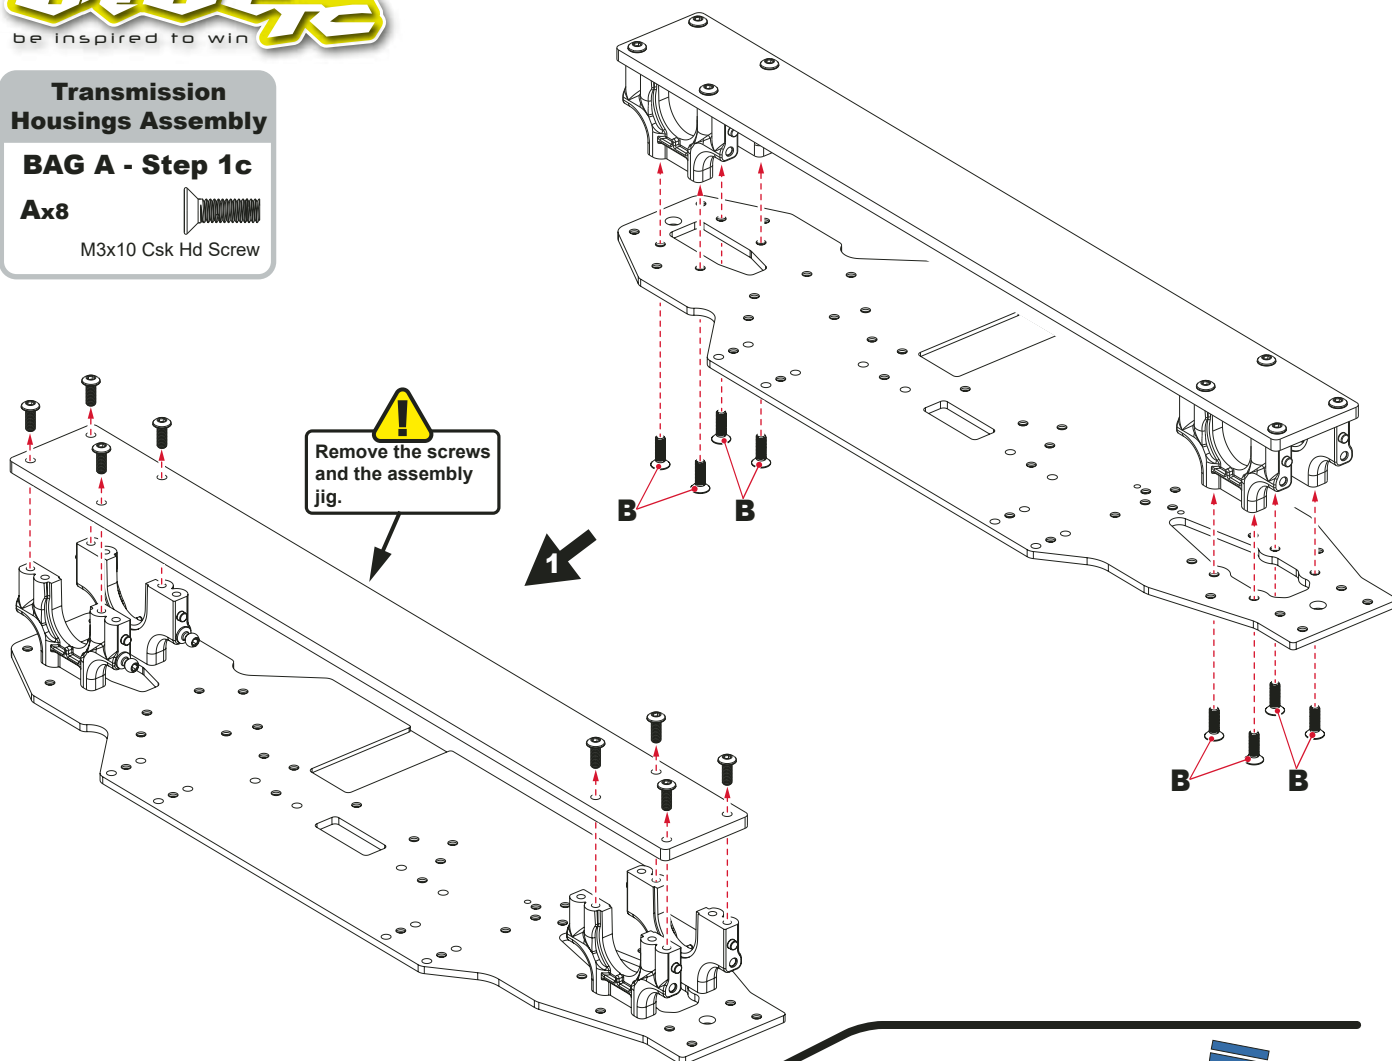 TC
be inspired to win
Transmission
Housings Assembly
BAG A - Step 1c
Ax8
M3x10 Csk Hd Screw
Remove the screws
and the assembly
jig.
1
B
B
B
B